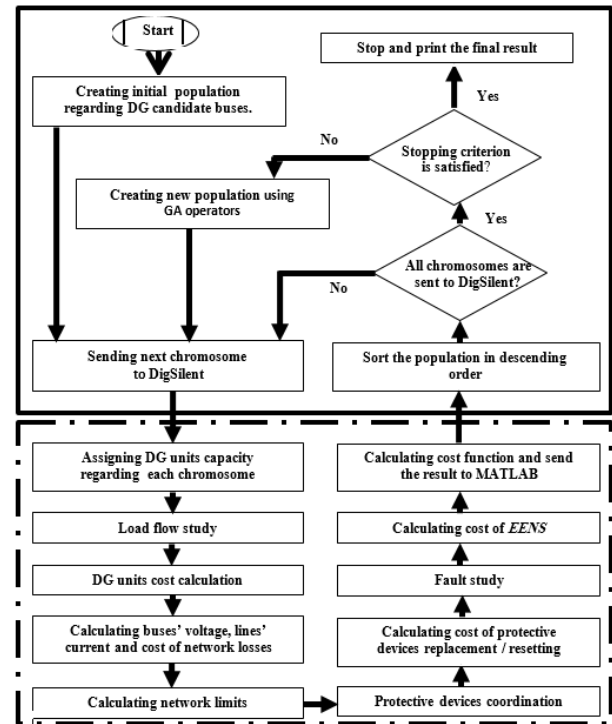 Start
Creating initial population
regarding DG candidate buses.
Stop and print the final result
Yes
No
Stopping criterion
is satisfied?
Creating new population using
GA operators
Yes
All chromosomes are
sent to DigSilent?
No
Sending next chromosome
to DigSilent
Sort the population in descending
order
Assigning DG units capacity
regarding each chromosome
Load flow study
DG units cost calculation
Calculating buses' voltage, lines'
current and cost of network losses
Calculating network limits
Calculating cost function and send
the result to MATLAB
Calculating cost of EENS
Fault study
Calculating cost of protective
devices replacement / resetting
Protective devices coordination